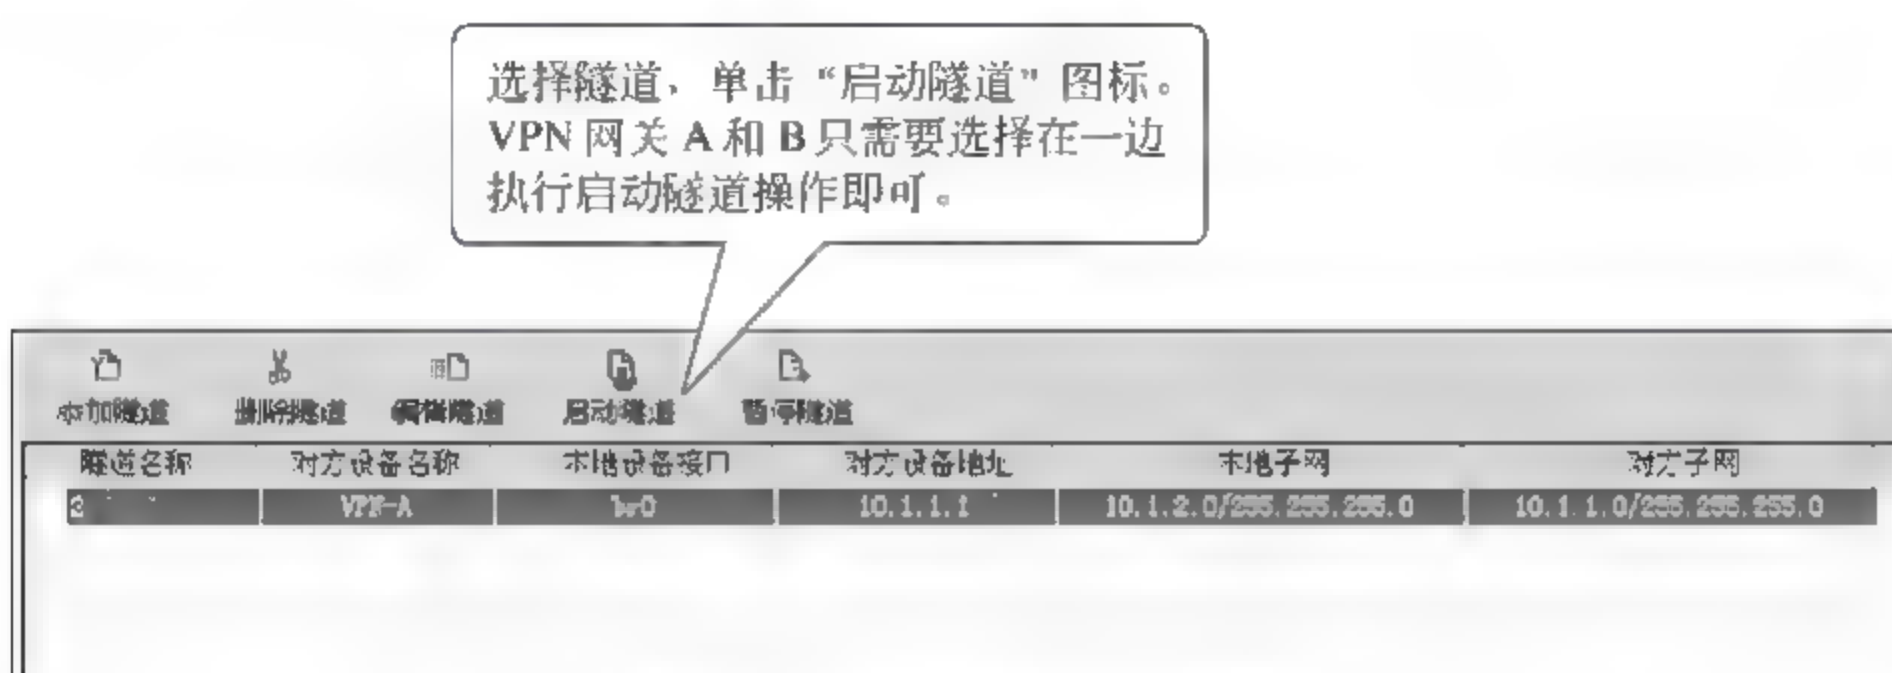 选择隧道，单击“启动隧道”图标。
VPN 网关 A 和 B 只需要选择在一边
执行启动隧道操作即可。
添加隧道 删除隧道 编辑隧道 启动隧道 暂停隧道
隧道名称 对方设备名称 本地设备接口 对方设备地址 本地子网 对方子网
VPN-A 10.1.1.1 10.1.2.0/255.255.255.0 10.1.1.0/255.255.255.0